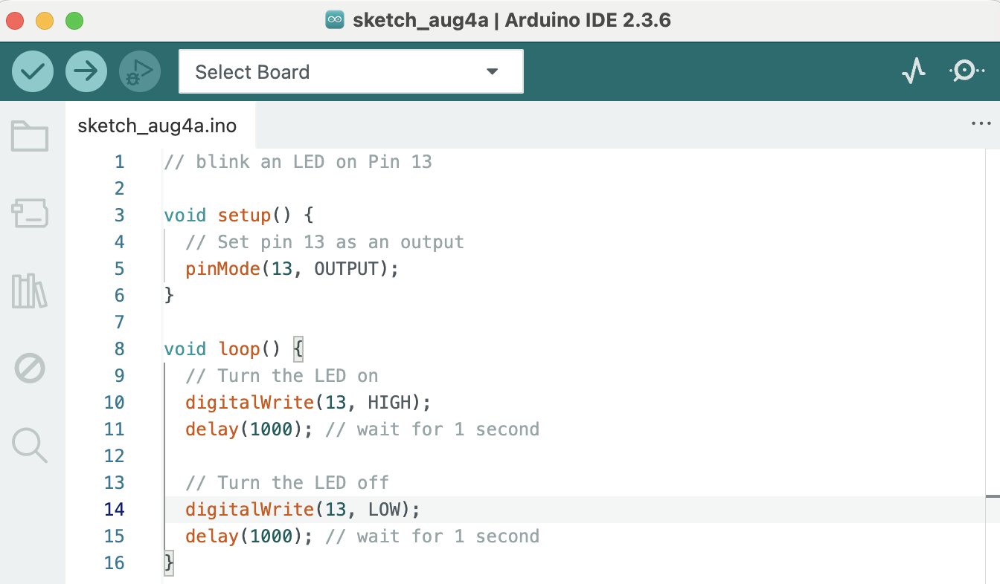 sketch_aug4a | Arduino IDE 2.3.6
Select Board
sketch_aug4a.ino
1 // blink an LED on Pin 13
2
3 void setup() {
4   // Set pin 13 as an output
5   pinMode(13, OUTPUT);
6 }
7
8 void loop() {
9   // Turn the LED on
10   digitalWrite(13, HIGH);
11   delay(1000); // wait for 1 second
12
13   // Turn the LED off
14   digitalWrite(13, LOW);
15   delay(1000); // wait for 1 second
16 }